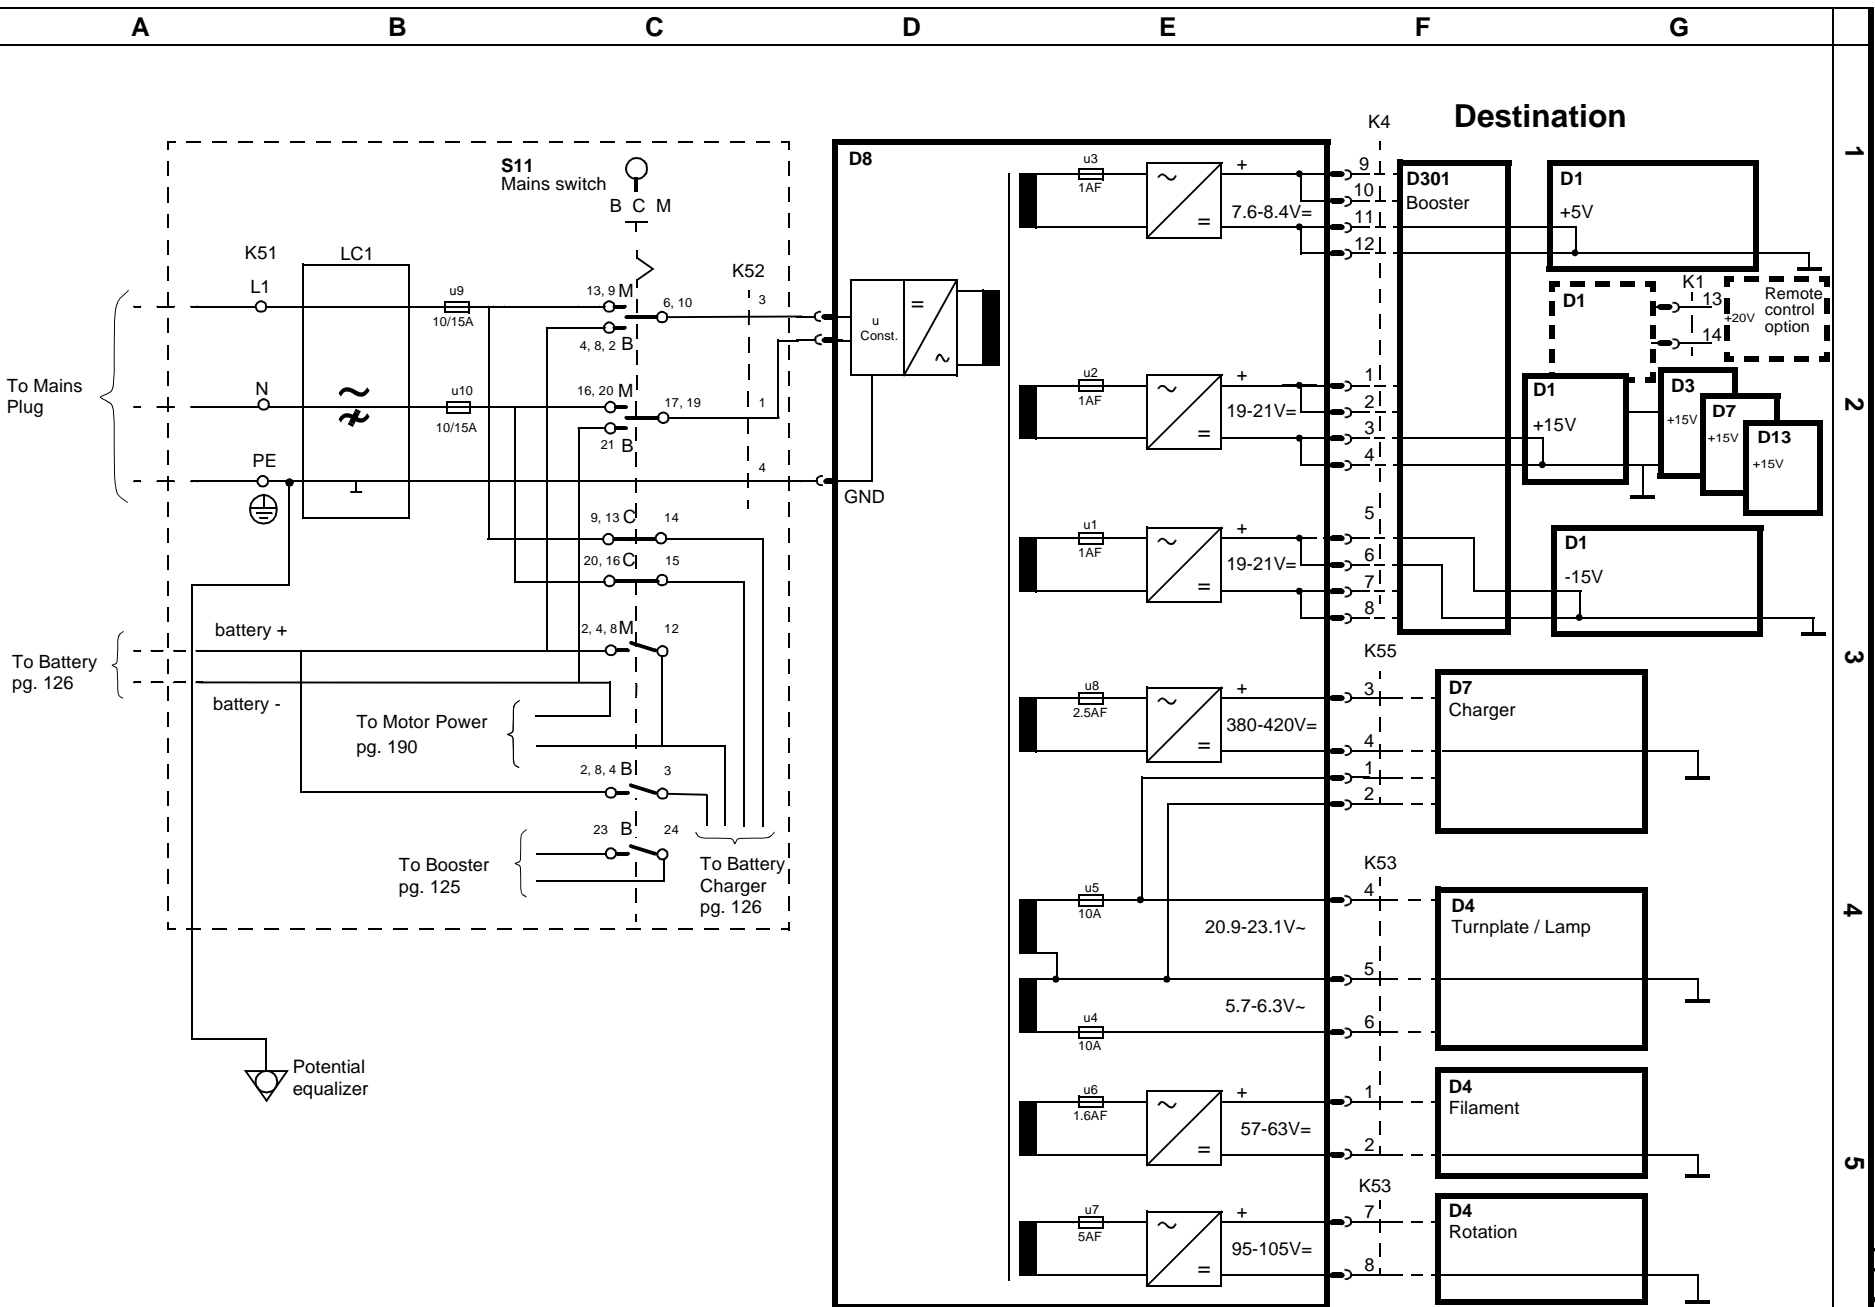 A B C D E F G
Destination
1
2
3
4
5
S11
Mains switch
B C M
K51
LC1
L1
u9
10/15A
13, 9 M
6, 10
K52
3
4, 8, 2 B
To Mains
Plug
N
u10
10/15A
16, 20 M
17, 19
1
21 B
PE
4
9, 13 C 14
20, 16 C 15
battery +
2, 4, 8 M 12
To Battery
pg. 126
battery -
To Motor Power
pg. 190
2, 8, 4 B 3
23 B 24
To Booster
pg. 125
To Battery
Charger
pg. 126
Potential
equalizer
D8
u
Const.
=
~
GND
u3
1AF
~
=
+
7.6-8.4V=
K4
9
10
11
12
D301
Booster
D1
+5V
D1
K1
13
14
+20V
Remote
control
option
u2
1AF
~
=
+
19-21V=
1
2
3
4
D1
+15V
D3
+15V
D7
+15V
D13
+15V
u1
1AF
~
=
+
19-21V=
5
6
7
8
D1
-15V
K55
u8
2.5AF
~
=
+
380-420V=
3
4
1
2
D7
Charger
K53
u5
10A
20.9-23.1V~
4
5
6
5.7-6.3V~
u4
10A
D4
Turnplate / Lamp
u6
1.6AF
~
=
+
57-63V=
1
2
D4
Filament
K53
u7
5AF
~
=
+
95-105V=
7
8
D4
Rotation